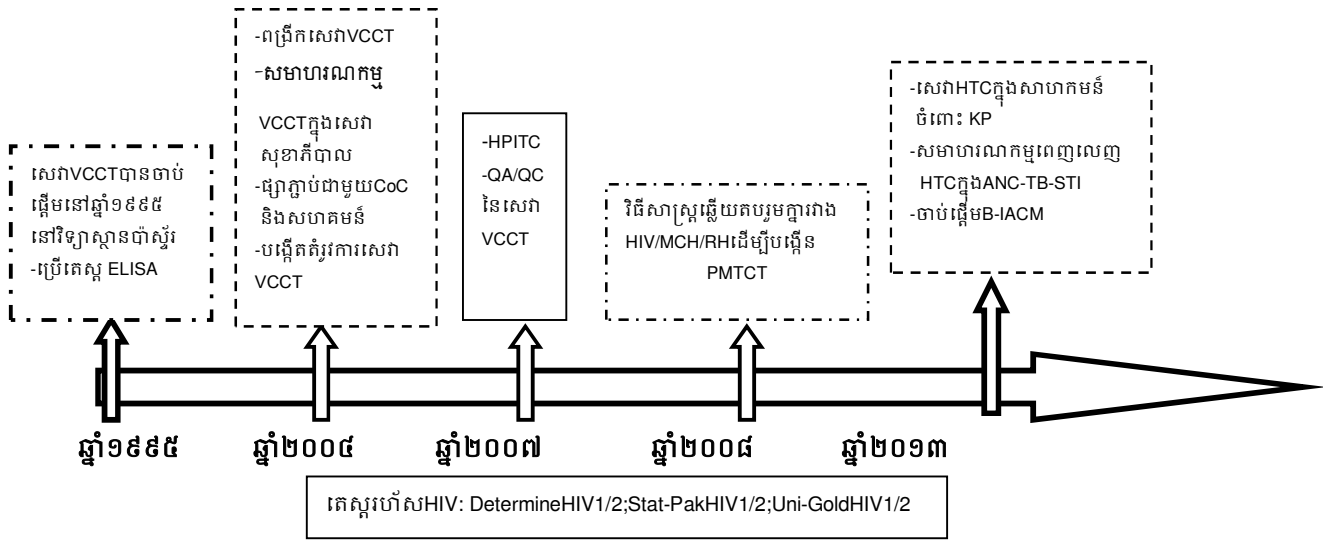 សេវាVCCTបានចាប់
ផ្តើមនៅឆ្នាំ១៩៩៥
នៅវិទ្យាស្ថានប៉ាស្ទ័រ
-ប្រើតេស្ត ELISA
-ពង្រីកសេវាVCCT
-សមាហរណកម្ម
VCCTក្នុងសេវា
សុខាភីបាល
-ផ្សាភ្ជាប់ជាមួយCoC
និងសហគមន៏
-បង្កើតតំរូវការសេវា
VCCT
-HPITC
-QA/QC
នៃសេវា
VCCT
វិធីសាស្ត្រឆ្លើយតបរួមក្នារវាង
HIV/MCH/RHដើម្បីបង្កើន
PMTCT
-សេវាHTCក្នុងសាហកមន៏
ចំពោះ KP
-សមាហរណកម្មពេញលេញ
HTCក្នុងANC-TB-STI
-ចាប់ផ្តើមB-IACM
ឆ្នាំ១៩៩៥
ឆ្នាំ២០០៤
ឆ្នាំ២០០៧
ឆ្នាំ២០០៨
ឆ្នាំ២០១៣
តេស្តរហ័សHIV: DetermineHIV1/2;Stat-PakHIV1/2;Uni-GoldHIV1/2